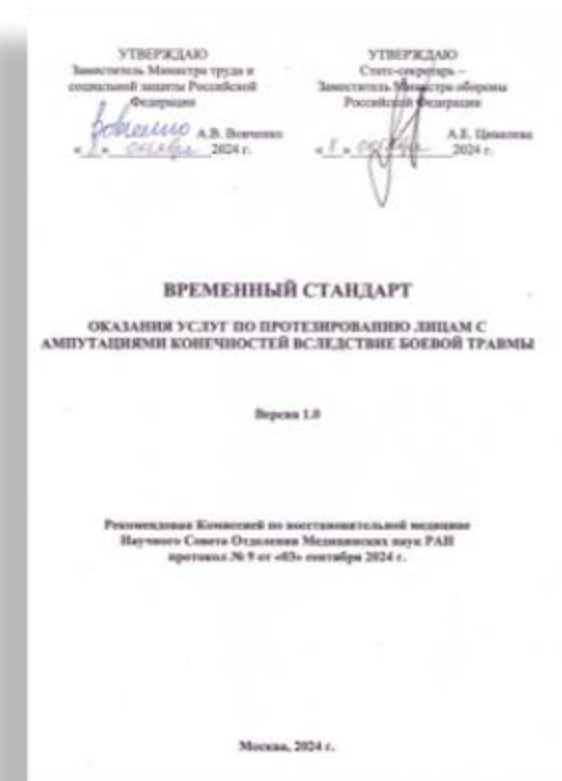 УТВЕРЖДАЮ
Заместитель Министра труда и
социальной защиты Российской
Федерации
А.В. Вовченко
« » октября 2024 г.
УТВЕРЖДАЮ
Статс-секретарь –
Заместитель Министра обороны
Российской Федерации
А.Е. Цивилева
« » октября 2024 г.
ВРЕМЕННЫЙ СТАНДАРТ
ОКАЗАНИЯ УСЛУГ ПО ПРОТЕЗИРОВАНИЮ ЛИЦАМ С
АМПУТАЦИЯМИ КОНЕЧНОСТЕЙ ВСЛЕДСТВИЕ БОЕВОЙ ТРАВМЫ
Версия 1.0
Рекомендован Комиссией по восстановительной медицине
Научного Совета Отделения Медицинских наук РАН
протокол № 9 от «03» сентября 2024 г.
Москва, 2024 г.